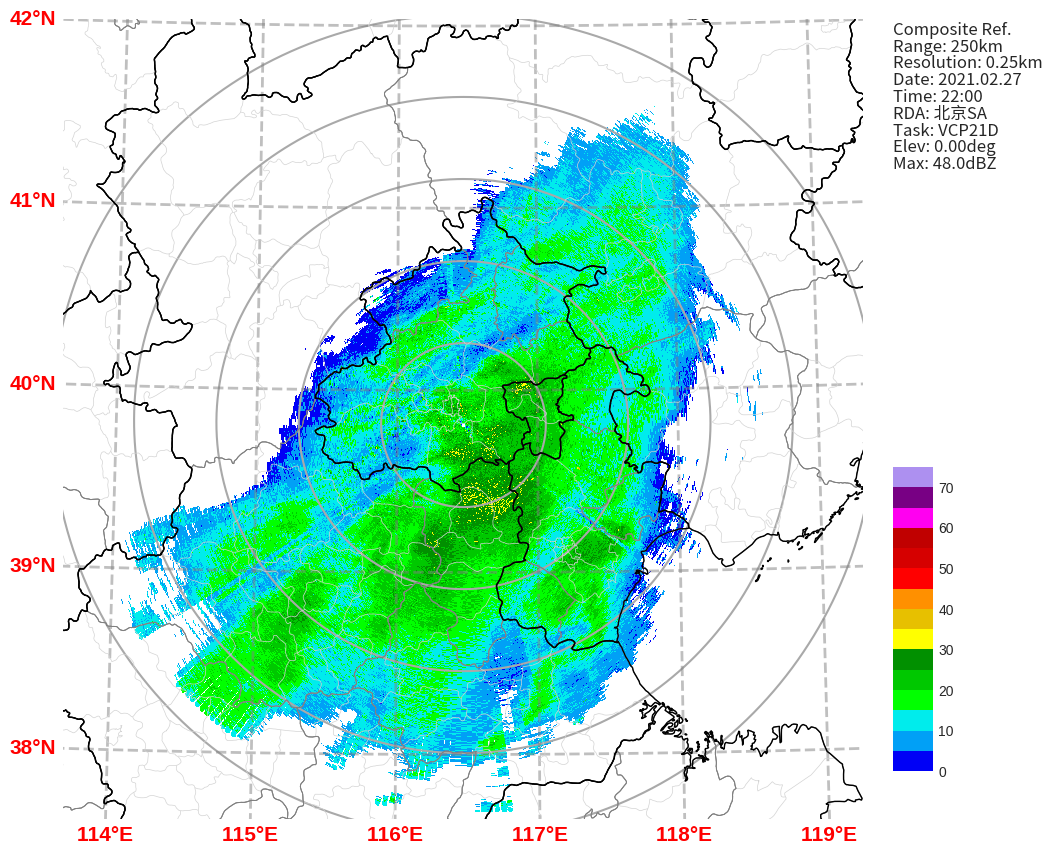 42°N
41°N
40°N
39°N
38°N
114°E
115°E
116°E
117°E
118°E
119°E
Composite Ref.
Range: 250km
Resolution: 0.25km
Date: 2021.02.27
Time: 22:00
RDA: 北京SA
Task: VCP21D
Elev: 0.00deg
Max: 48.0dBZ
70
60
50
40
30
20
10
0